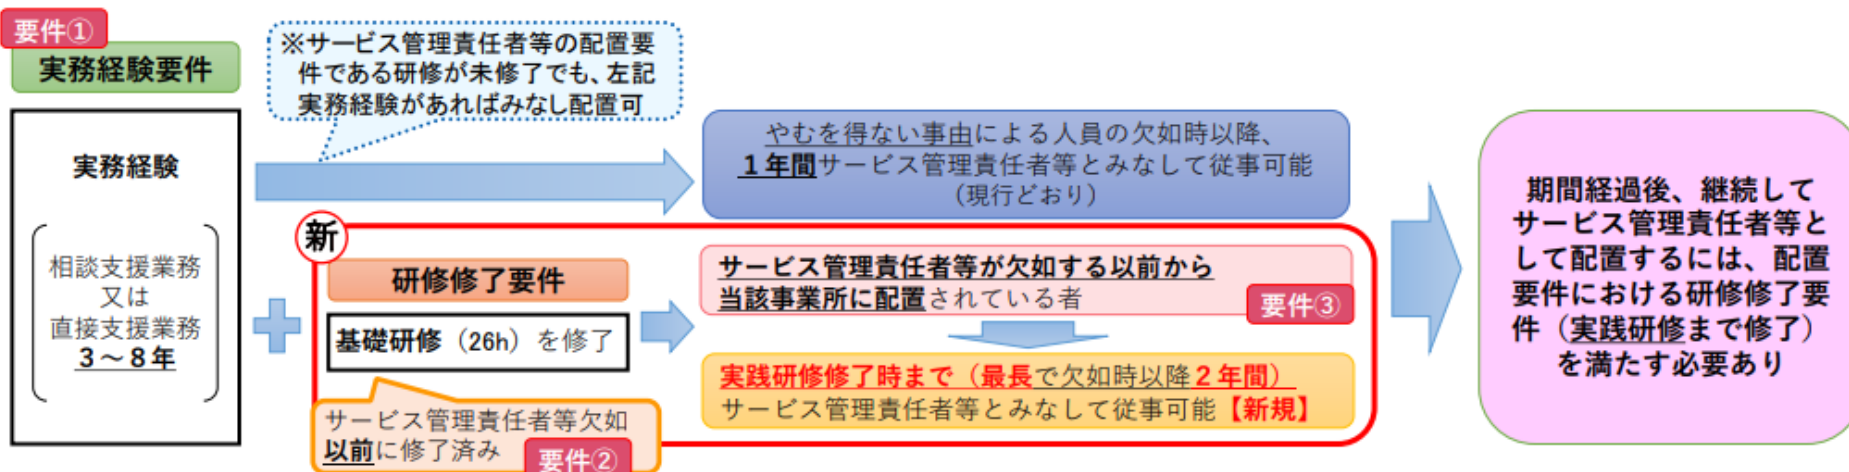 要件①
実務経験要件
実務経験
相談支援業務
又は
直接支援業務
3～8年
※サービス管理責任者等の配置要
件である研修が未修了でも、左記
実務経験があればみなし配置可
やむを得ない事由による人員の欠如時以降、
1年間サービス管理責任者等とみなして従事可能
（現行どおり）
新
研修修了要件
基礎研修（26h）を修了
サービス管理責任者等欠如
以前に修了済み
要件②
サービス管理責任者等が欠如する以前から
当該事業所に配置されている者
要件③
実践研修修了時まで（最長で欠如時以降2年間）
サービス管理責任者等とみなして従事可能【新規】
期間経過後、継続して
サービス管理責任者等と
して配置するには、配置
要件における研修修了要
件（実践研修まで修了）
を満たす必要あり